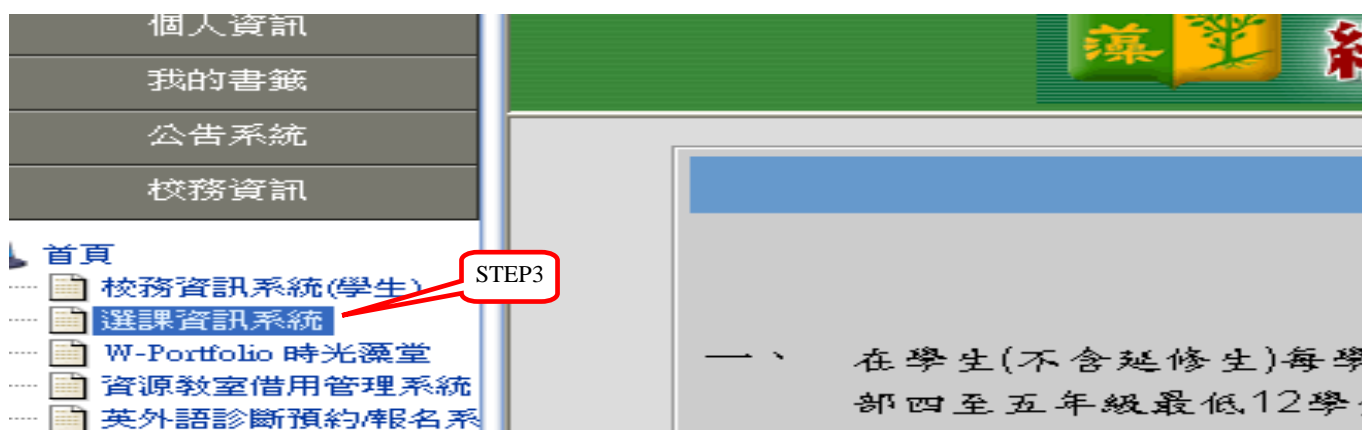 個人資訊
我的書籤
公告系統
校務資訊
首頁
校務資訊系統(學生)
選課資訊系統
STEP3
W-Portfolio 時光藻堂
資源教室借用管理系統
英外語診斷預約/報名系
藻
一、 在學生(不含延修生)每學
部四至五年級最低12學